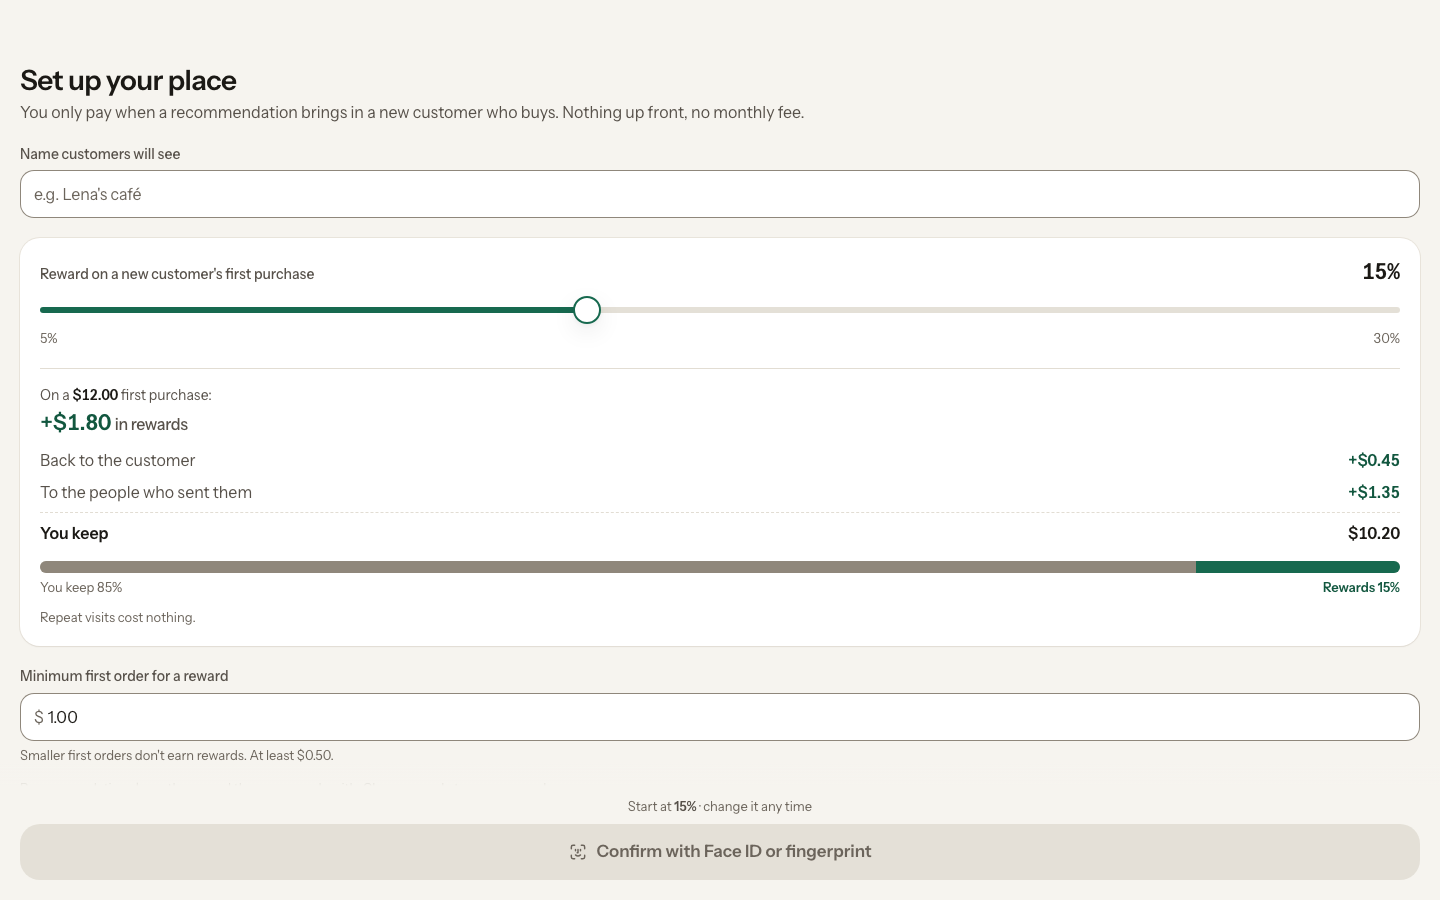 Set up your place
You only pay when a recommendation brings in a new customer who buys. Nothing up front, no monthly fee.
Name customers will see
e.g. Lena's café
Reward on a new customer's first purchase
15%
5%
30%
On a $12.00 first purchase:
+$1.80 in rewards
Back to the customer
+$0.45
To the people who sent them
+$1.35
You keep
$10.20
You keep 85%
Rewards 15%
Repeat visits cost nothing.
Minimum first order for a reward
$ 1.00
Smaller first orders don't earn rewards. At least $0.50.
Start at 15% · change it any time
Confirm with Face ID or fingerprint